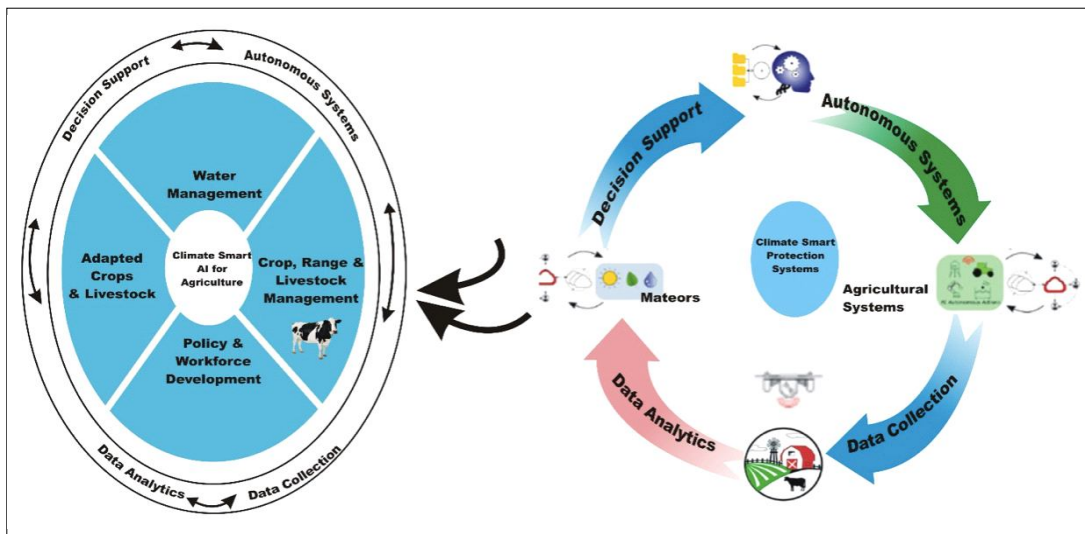 Decision Support
Autonomous Systems
Water
Management
Adapted
Crops
& Livestock
Climate Smart
AI for
Agriculture
Crop, Range &
Livestock
Management
Policy &
Workforce
Development
Data Analytics
Data Collection
Decision Support
Autonomous Systems
Climate Smart
Protection
Systems
Mateors
Agricultural
Systems
Data Analytics
Data Collection